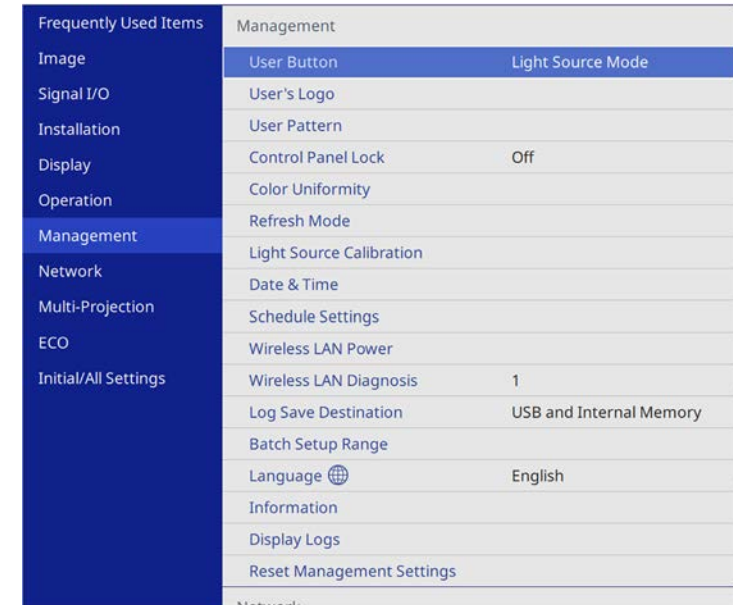 Frequently Used Items
Image
Signal I/O
Installation
Display
Operation
Management
Network
Multi-Projection
ECO
Initial/All Settings
Management
User Button Light Source Mode
User's Logo
User Pattern
Control Panel Lock Off
Color Uniformity
Refresh Mode
Light Source Calibration
Date & Time
Schedule Settings
Wireless LAN Power
Wireless LAN Diagnosis 1
Log Save Destination USB and Internal Memory
Batch Setup Range
Language English
Information
Display Logs
Reset Management Settings
Network